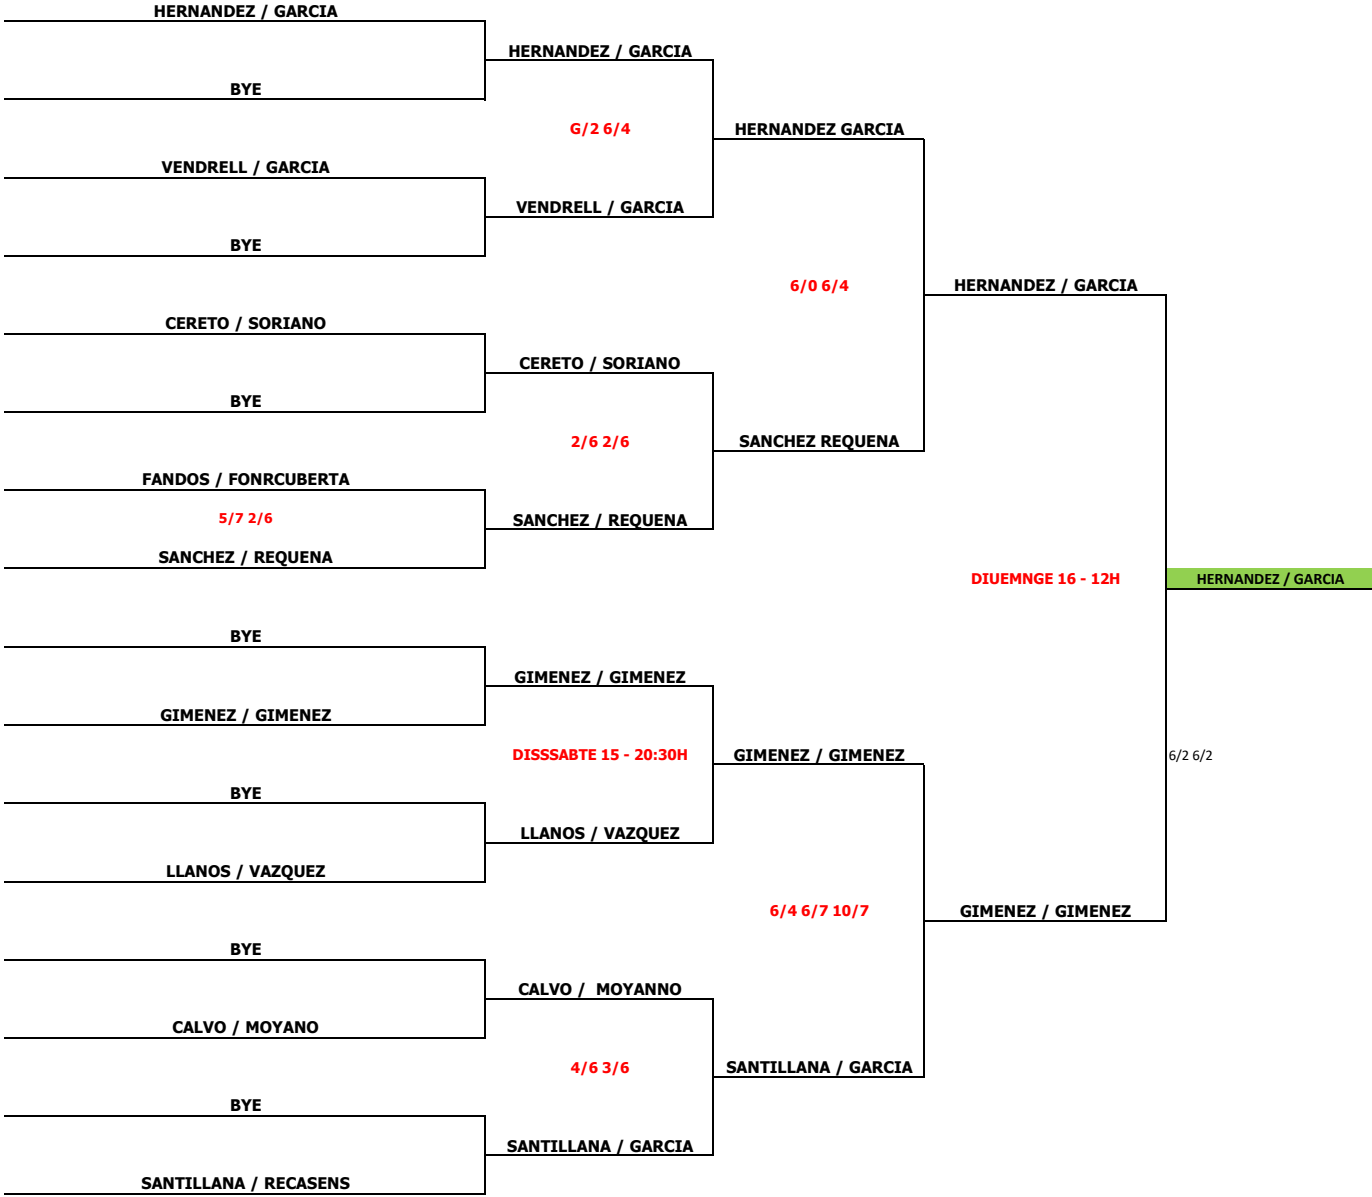 HERNANDEZ / GARCIA
HERNANDEZ / GARCIA
BYE
G/2 6/4
HERNANDEZ GARCIA
VENDRELL / GARCIA
VENDRELL / GARCIA
BYE
6/0 6/4
HERNANDEZ / GARCIA
CERETO / SORIANO
CERETO / SORIANO
BYE
2/6 2/6
SANCHEZ REQUENA
FANDOS / FONRCUBERTA
5/7 2/6
SANCHEZ / REQUENA
SANCHEZ / REQUENA
DIUEMNGE 16 - 12H
HERNANDEZ / GARCIA
BYE
GIMENEZ / GIMENEZ
GIMENEZ / GIMENEZ
DISSSABTE 15 - 20:30H
GIMENEZ / GIMENEZ
6/2 6/2
BYE
LLANOS / VAZQUEZ
LLANOS / VAZQUEZ
6/4 6/7 10/7
GIMENEZ / GIMENEZ
BYE
CALVO / MOYANNO
CALVO / MOYANO
4/6 3/6
SANTILLANA / GARCIA
BYE
SANTILLANA / GARCIA
SANTILLANA / RECASENS